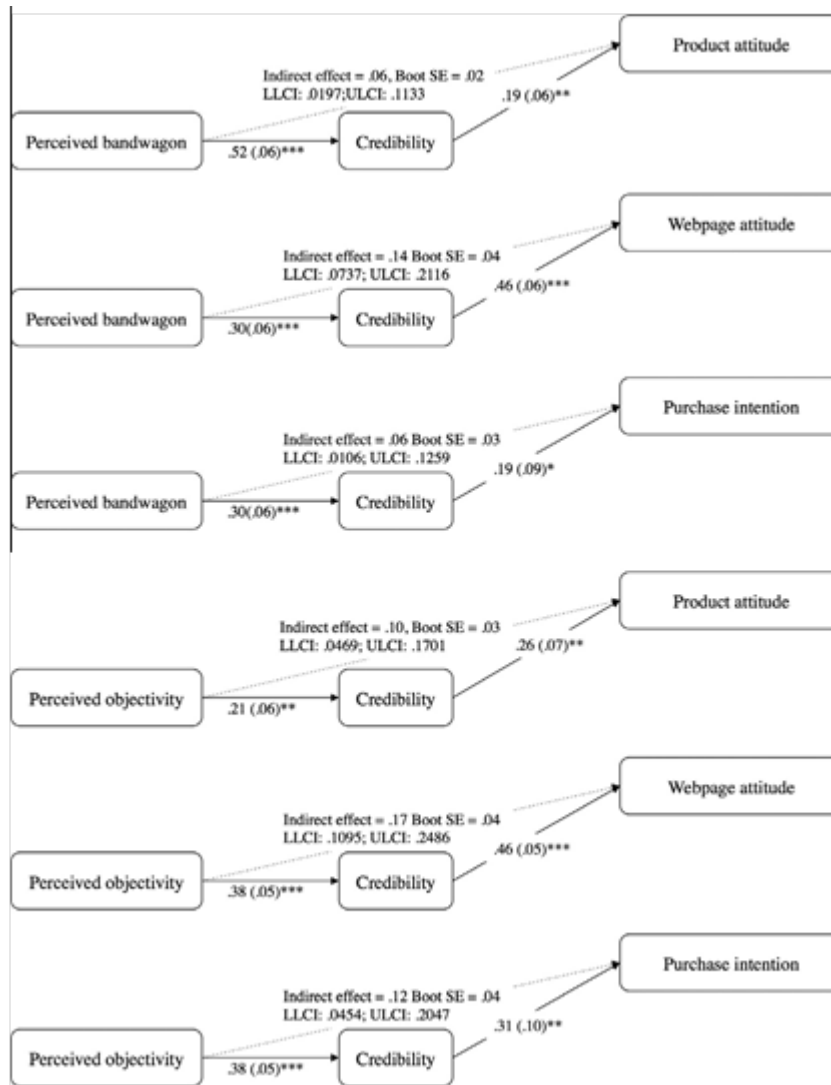 Product attitude
Indirect effect = .06, Boot SE = .02
LLCI: .0197;ULCI: .1133
.19 (.06)**
Perceived bandwagon
Credibility
.52 (.06)***
Webpage attitude
Indirect effect = .14 Boot SE = .04
LLCI: .0737; ULCI: .2116
.46 (.06)***
Perceived bandwagon
Credibility
.30(.06)***
Purchase intention
Indirect effect = .06 Boot SE = .03
LLCI: .0106; ULCI: .1259
.19 (.09)*
Perceived bandwagon
Credibility
.30(.06)***
Product attitude
Indirect effect = .10, Boot SE = .03
LLCI: .0469; ULCI: .1701
.26 (.07)**
Perceived objectivity
Credibility
.21 (.06)**
Webpage attitude
Indirect effect = .17 Boot SE = .04
LLCI: .1095; ULCI: .2486
.46 (.05)***
Perceived objectivity
Credibility
.38 (.05)***
Purchase intention
Indirect effect = .12 Boot SE = .04
LLCI: .0454; ULCI: .2047
.31 (.10)**
Perceived objectivity
Credibility
.38 (.05)***